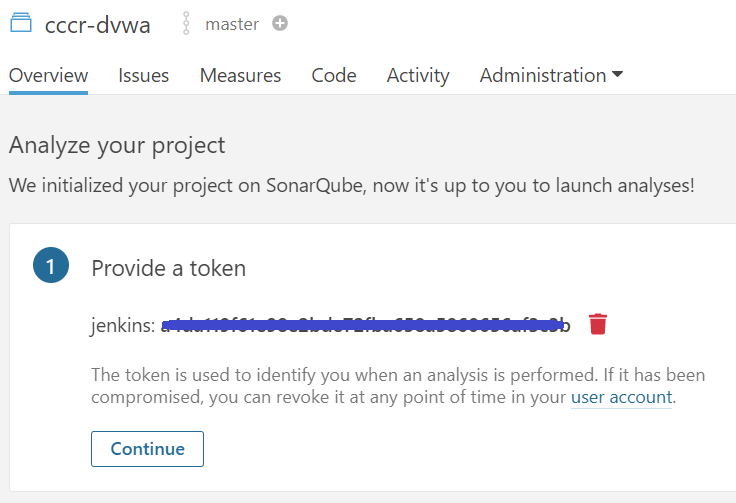 cccr-dvwa master
Overview Issues Measures Code Activity Administration
Analyze your project
We initialized your project on SonarQube, now it's up to you to launch analyses!
1 Provide a token
jenkins:
The token is used to identify you when an analysis is performed. If it has been
compromised, you can revoke it at any point of time in your user account.
Continue